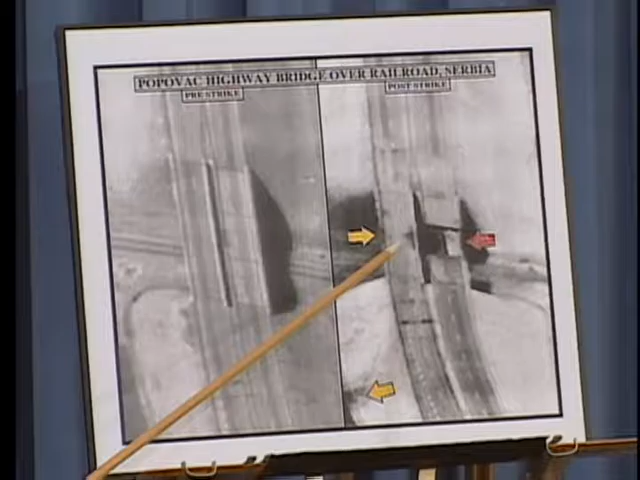 POPOVAC HIGHWAY BRIDGE OVER RAILROAD, SERBIA
PRE STRIKE
POST STRIKE